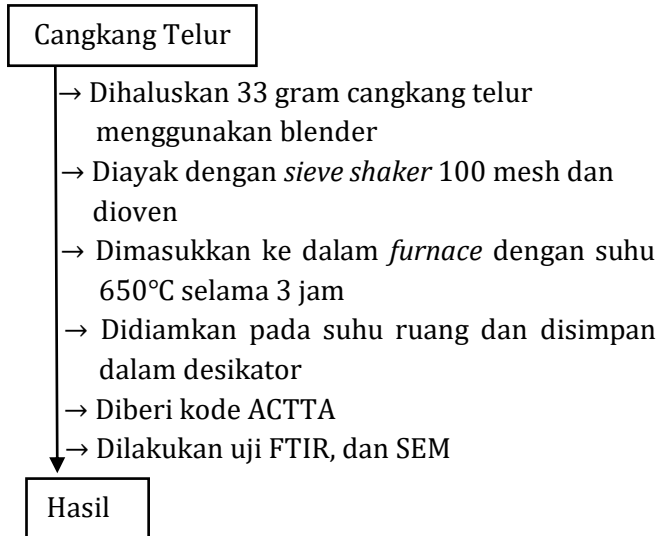 Cangkang Telur
→ Dihaluskan 33 gram cangkang telur
menggunakan blender
→ Diayak dengan sieve shaker 100 mesh dan
dioven
→ Dimasukkan ke dalam furnace dengan suhu
650°C selama 3 jam
→ Didiamkan pada suhu ruang dan disimpan
dalam desikator
→ Diberi kode ACTTA
→ Dilakukan uji FTIR, dan SEM
Hasil